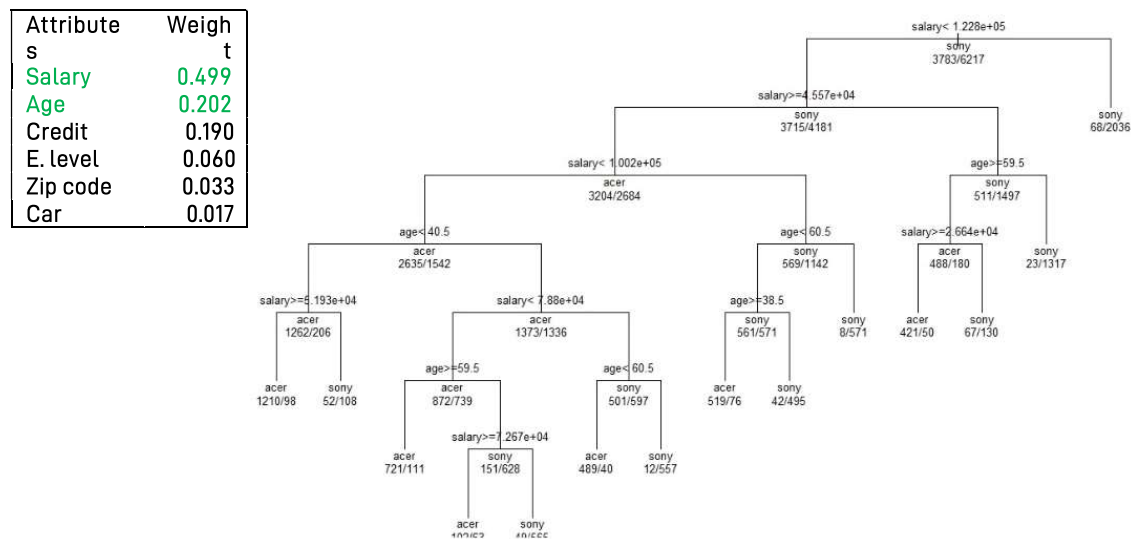 Attribute Weigh
s t
Salary 0.499
Age 0.202
Credit 0.190
E. level 0.060
Zip code 0.033
Car 0.017
salary< 1.228e+05
sony
3783/6217
salary>=4.557e+04
sony
3715/4181
sony
68/2036
salary< 1.002e+05
acer
3204/2684
age>=59.5
sony
511/1497
age< 40.5
acer
2635/1542
age< 60.5
sony
569/1142
salary>=2.664e+04
acer
488/180
sony
23/1317
salary>=5.193e+04
acer
1262/206
salary< 7.88e+04
acer
1373/1336
age>=38.5
sony
561/571
sony
8/571
acer
421/50
sony
67/130
acer
1210/98
sony
52/108
age>=59.5
acer
872/739
age< 60.5
sony
501/597
acer
519/76
sony
42/495
acer
721/111
salary>=7.267e+04
sony
151/628
acer
489/40
sony
12/557
acer
sony